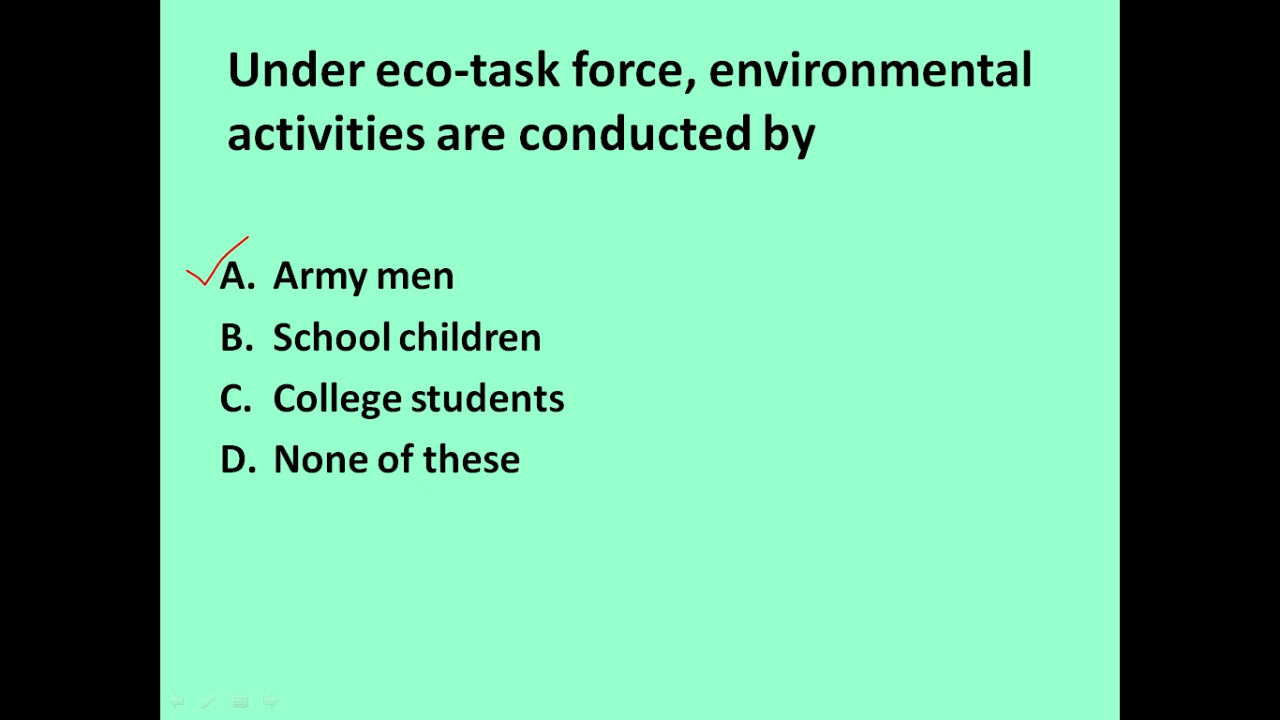 Under eco-task force, environmental
activities are conducted by
A. Army men
B. School children
C. College students
D. None of these